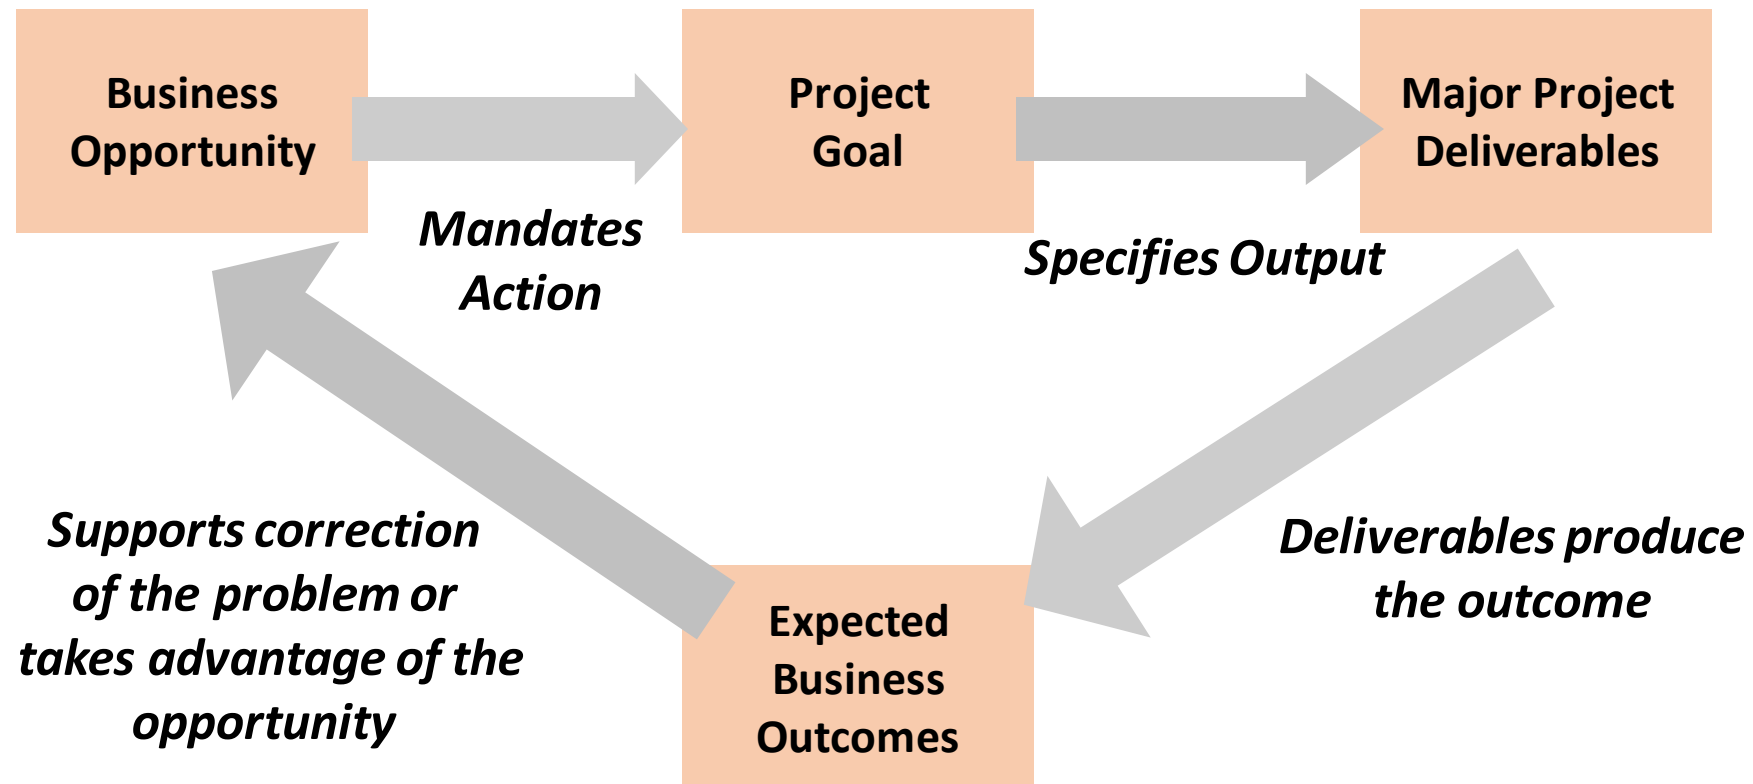 Business
Opportunity
Project
Goal
Major Project
Deliverables
Mandates
Action
Specifies Output
Supports correction
of the problem or
takes advantage of the
opportunity
Deliverables produce
the outcome
Expected
Business
Outcomes